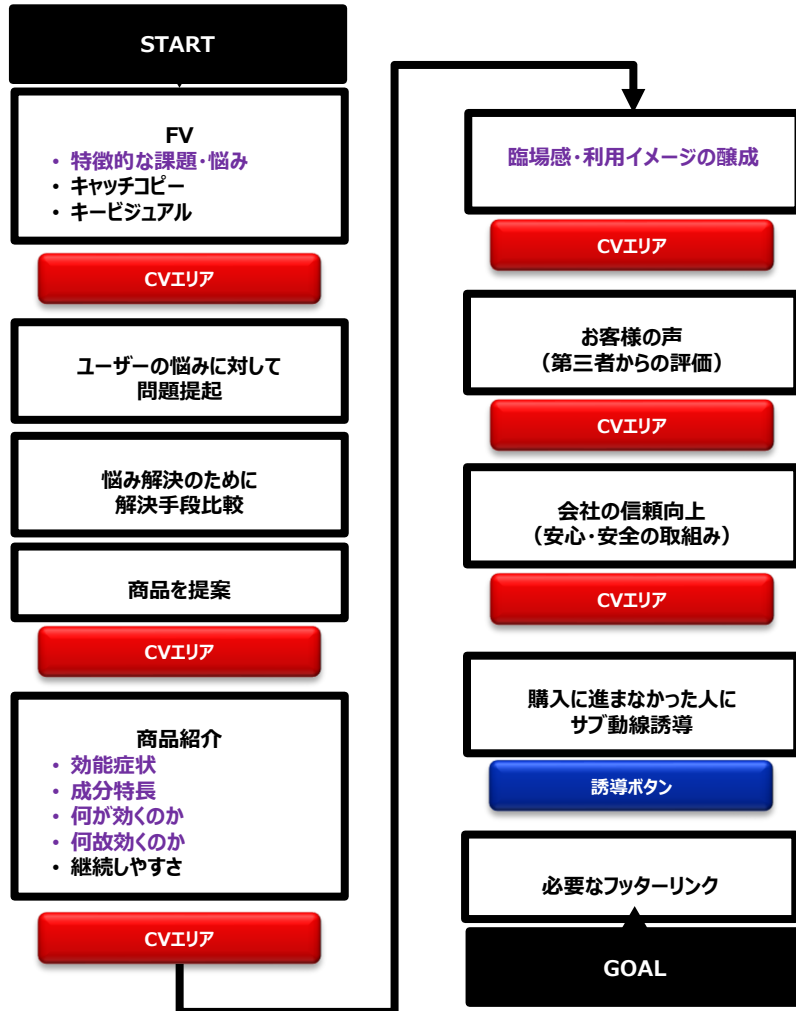 START
FV
・ 特徴的な課題・悩み
・ キャッチコピー
・ キービジュアル
CVエリア
ユーザーの悩みに対して
問題提起
悩み解決のために
解決手段比較
商品を提案
CVエリア
商品紹介
・ 効能症状
・ 成分特長
・ 何が効くのか
・ 何故効くのか
・ 継続しやすさ
CVエリア
臨場感・利用イメージの醸成
CVエリア
お客様の声
（第三者からの評価）
CVエリア
会社の信頼向上
（安心・安全の取組み）
CVエリア
購入に進まなかった人に
サブ動線誘導
誘導ボタン
必要なフッターリンク
GOAL